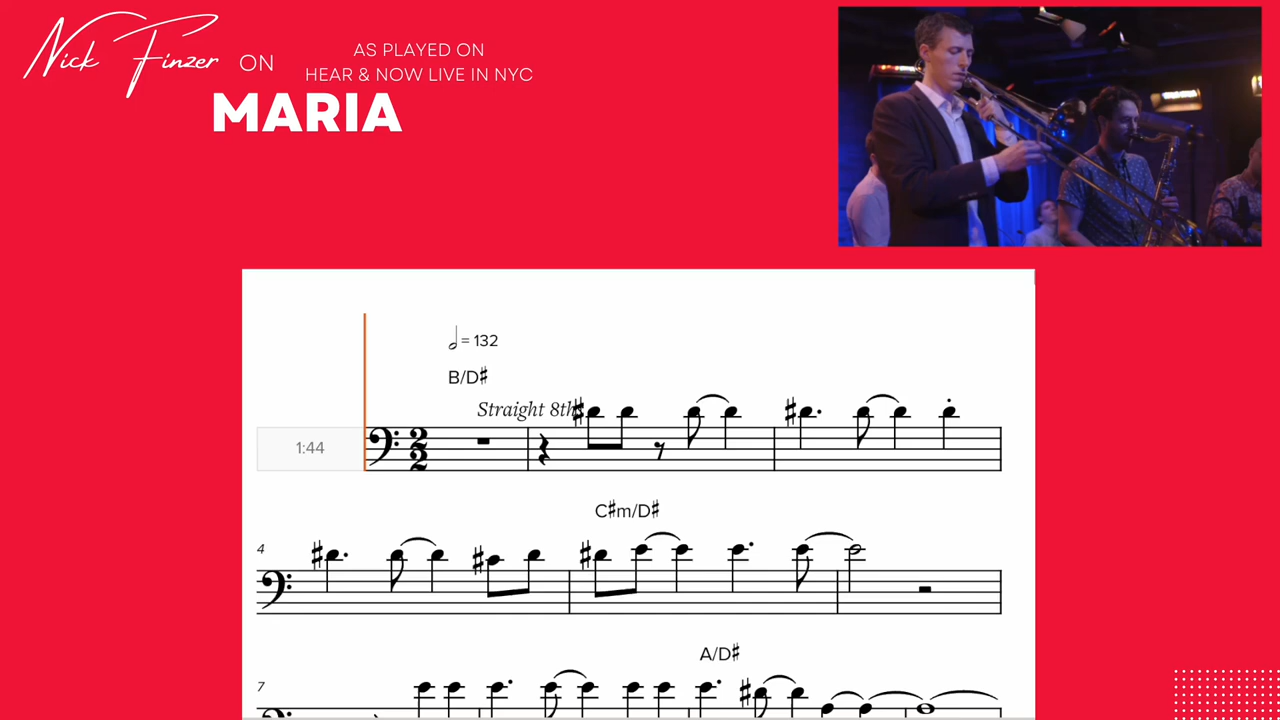 Nick Finzer ON
AS PLAYED ON
HEAR & NOW LIVE IN NYC
MARIA
= 132
B/D♯
Straight 8ths
1:44
C♯m/D♯
4
A/D♯
7